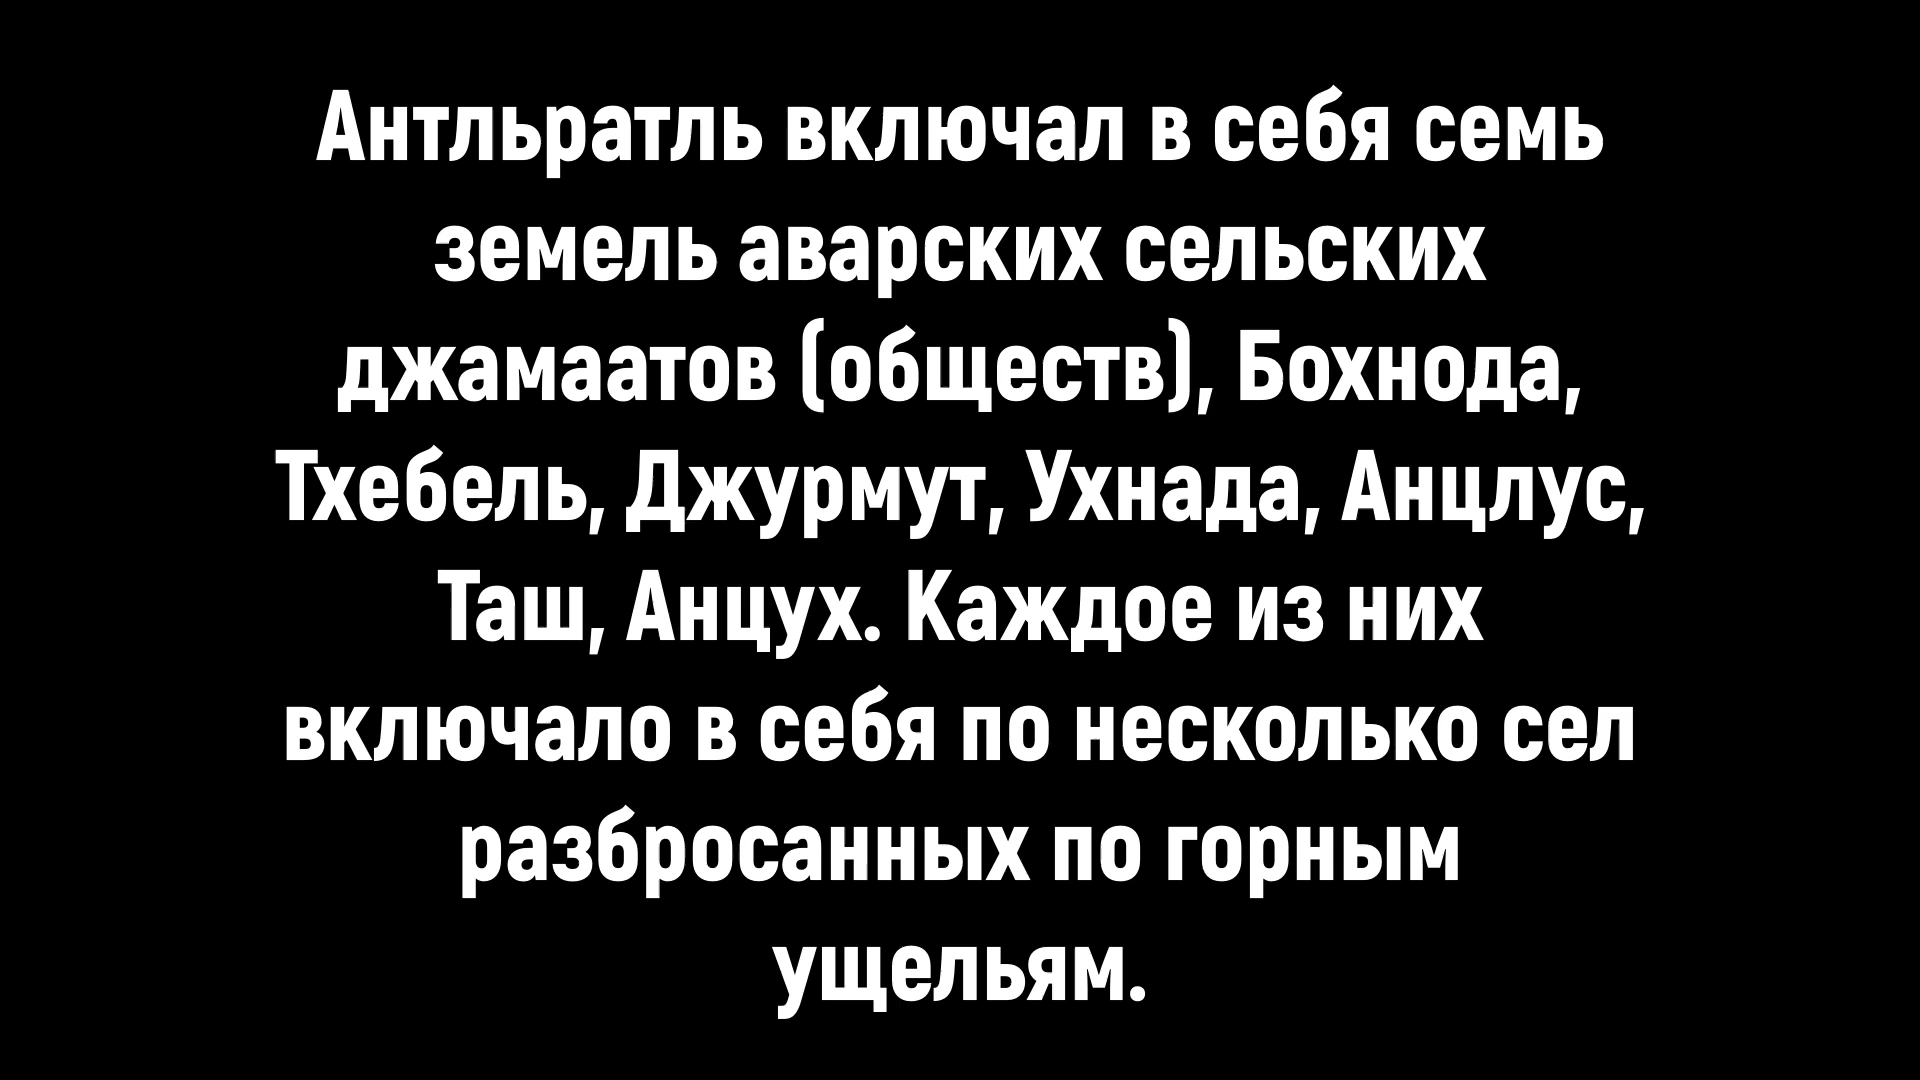 Антльратль включал в себя семь
земель аварских сельских
джамаатов (обществ), Бохнода,
Тхебель, Джурмут, Ухнада, Анцлус,
Таш, Анцух. Каждое из них
включало в себя по несколько сел
разбросанных по горным
ущельям.